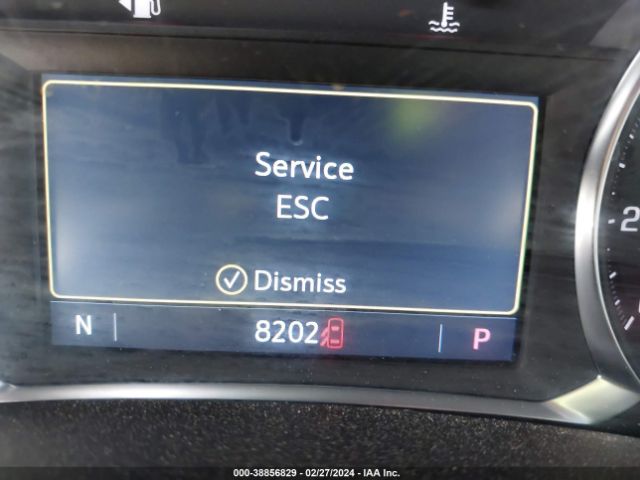 Service
ESC
Dismiss
N 8202 P
2
000-38856829 - 02/27/2024 - IAA Inc.